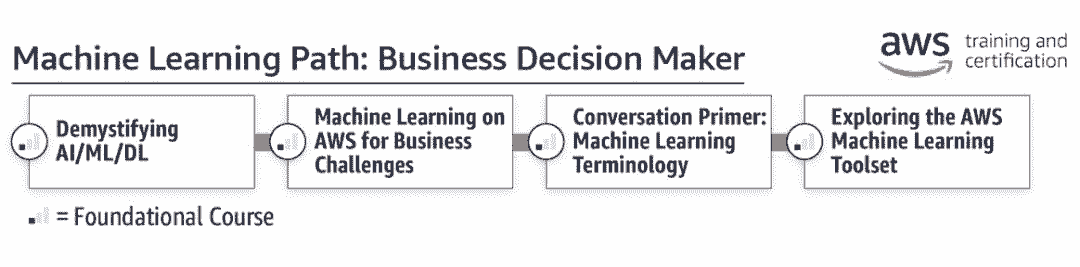 Machine Learning Path: Business Decision Maker
aws training and
certification
Demystifying
AI/ML/DL
Machine Learning on
AWS for Business
Challenges
Conversation Primer:
Machine Learning
Terminology
Exploring the AWS
Machine Learning
Toolset
= Foundational Course